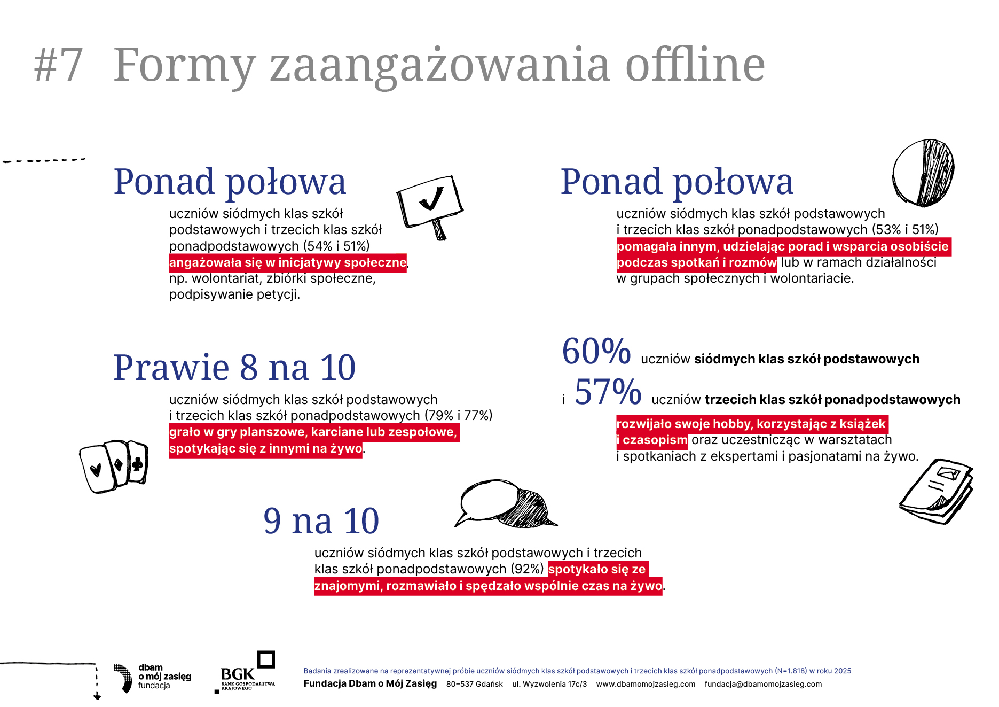 #7 Formy zaangażowania offline
Ponad połowa
uczniów siódmych klas szkół
podstawowych i trzecich klas szkół
ponadpodstawowych (54% i 51%)
angażowała się w inicjatywy społeczne,
np. wolontariat, zbiórki społeczne,
podpisywanie petycji.
Ponad połowa
uczniów siódmych klas szkół podstawowych
i trzecich klas szkół ponadpodstawowych (53% i 51%)
pomagała innym, udzielając porad i wsparcia osobiście
podczas spotkań i rozmów lub w ramach działalności
w grupach społecznych i wolontariacie.
Prawie 8 na 10
uczniów siódmych klas szkół podstawowych
i trzecich klas szkół ponadpodstawowych (79% i 77%)
grało w gry planszowe, karciane lub zespołowe,
spotykając się z innymi na żywo.
60% uczniów siódmych klas szkół podstawowych
i 57% uczniów trzecich klas szkół ponadpodstawowych
rozwijało swoje hobby, korzystając z książek
i czasopism oraz uczestnicząc w warsztatach
i spotkaniach z ekspertami i pasjonatami na żywo.
9 na 10
uczniów siódmych klas szkół podstawowych i trzecich
klas szkół ponadpodstawowych (92%) spotykało się ze
znajomymi, rozmawiało i spędzało wspólnie czas na żywo.
dbam
o mój zasięg
fundacja
BGK
BANK GOSPODARSTWA
KRAJOWEGO
Badania zrealizowane na reprezentatywnej próbie uczniów siódmych klas szkół podstawowych i trzecich klas szkół ponadpodstawowych (N=1.818) w roku 2025
Fundacja Dbam o Mój Zasięg 80–537 Gdańsk ul. Wyzwolenia 17c/3 www.dbamomojzasieg.com fundacja@dbamomojzasieg.com